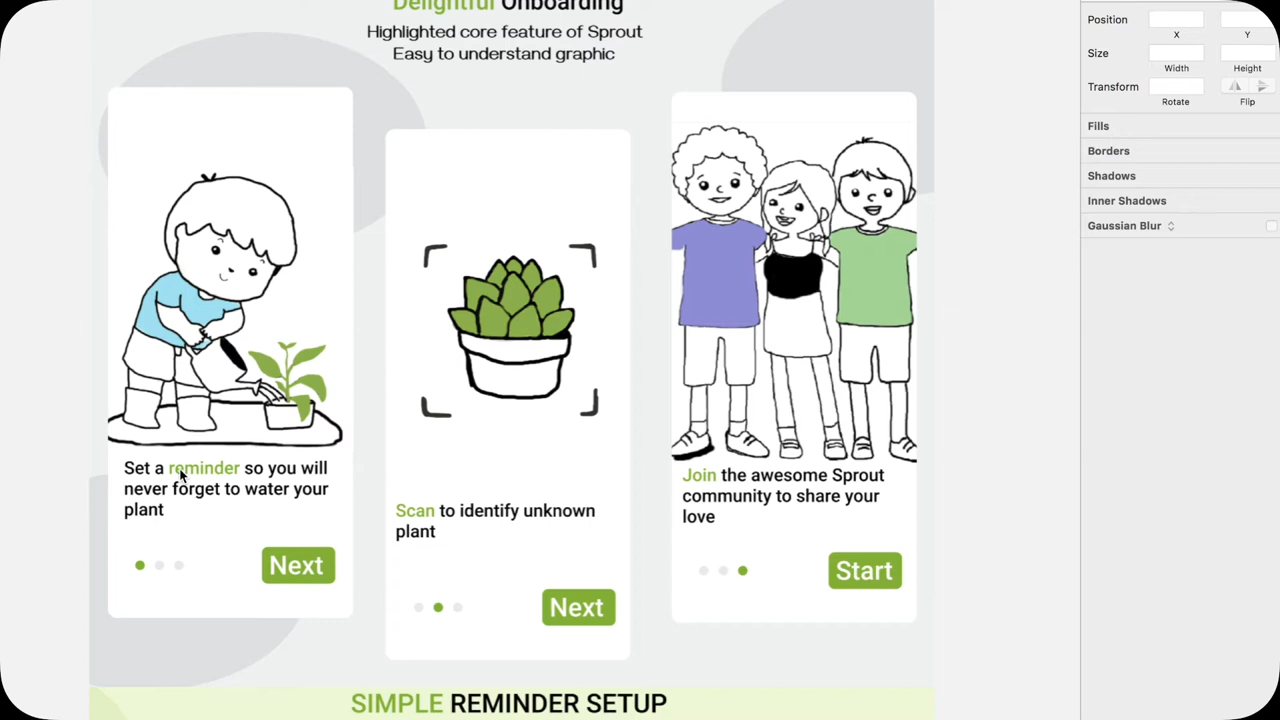 Delightful Onboarding
Highlighted core feature of Sprout
Easy to understand graphic
Set a reminder so you will
never forget to water your
plant
Next
Scan to identify unknown
plant
Next
Join the awesome Sprout
community to share your
love
Start
SIMPLE REMINDER SETUP
Position
X
Y
Size
Width
Height
Transform
Rotate
Flip
Fills
Borders
Shadows
Inner Shadows
Gaussian Blur